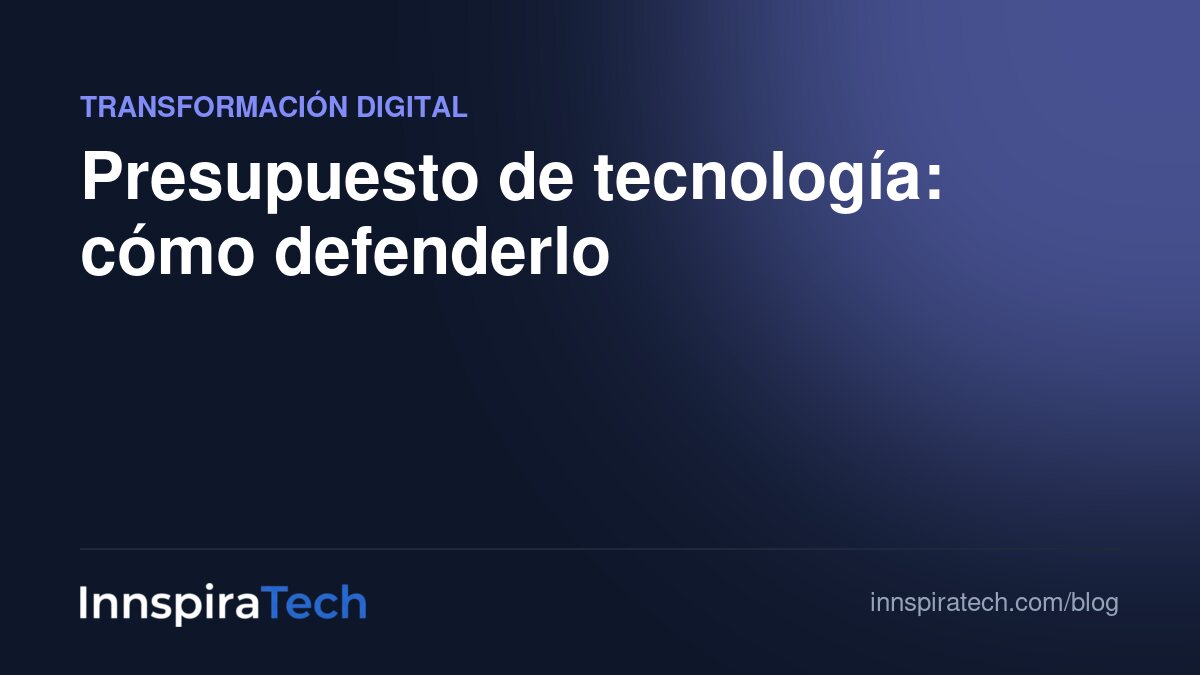 TRANSFORMACIÓN DIGITAL
Presupuesto de tecnología:
cómo defenderlo
InnspiraTech
innspiratech.com/blog